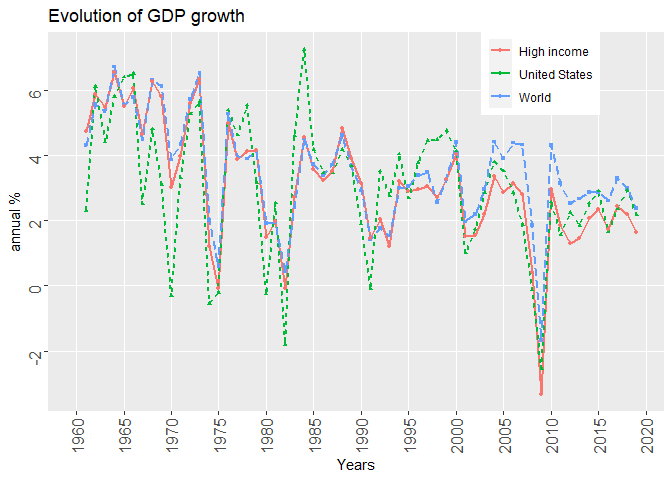 Evolution of GDP growth
High income
United States
World
annual %
6
4
2
0
-2
1960 1965 1970 1975 1980 1985 1990 1995 2000 2005 2010 2015 2020
Years